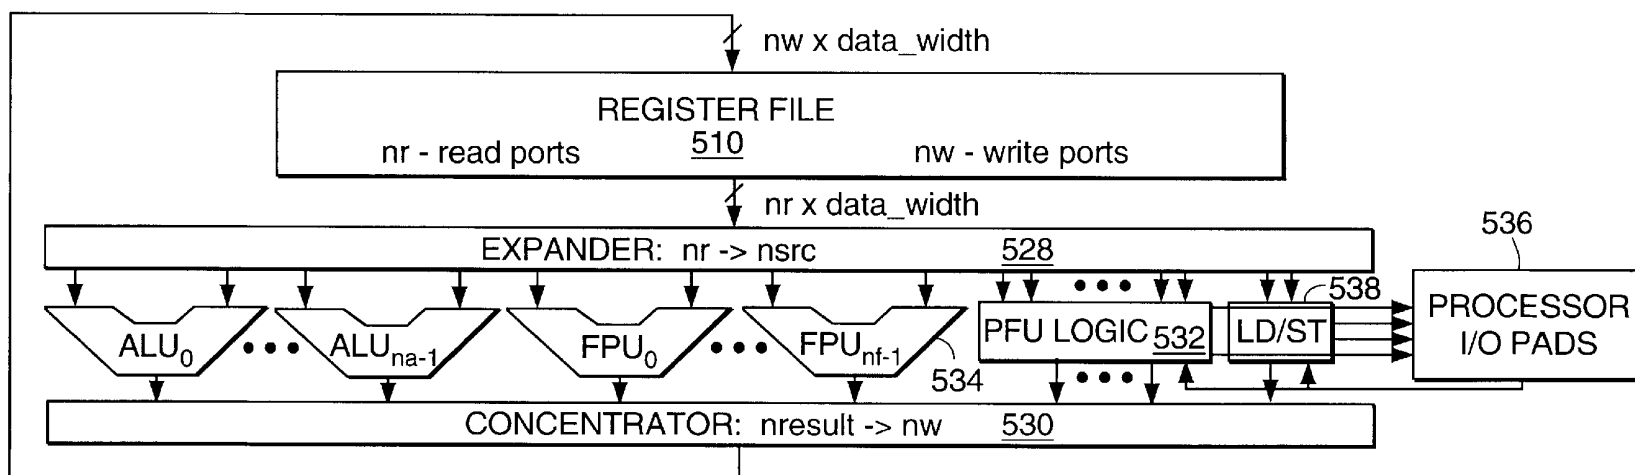 nw x data_width
REGISTER FILE
510
nr - read ports
nw - write ports
nr x data_width
EXPANDER: nr -> nsrc 528
536
ALU0
ALUna-1
FPU0
FPUnf-1
534
PFU LOGIC 532
538
LD/ST
PROCESSOR
I/O PADS
CONCENTRATOR: nresult -> nw 530